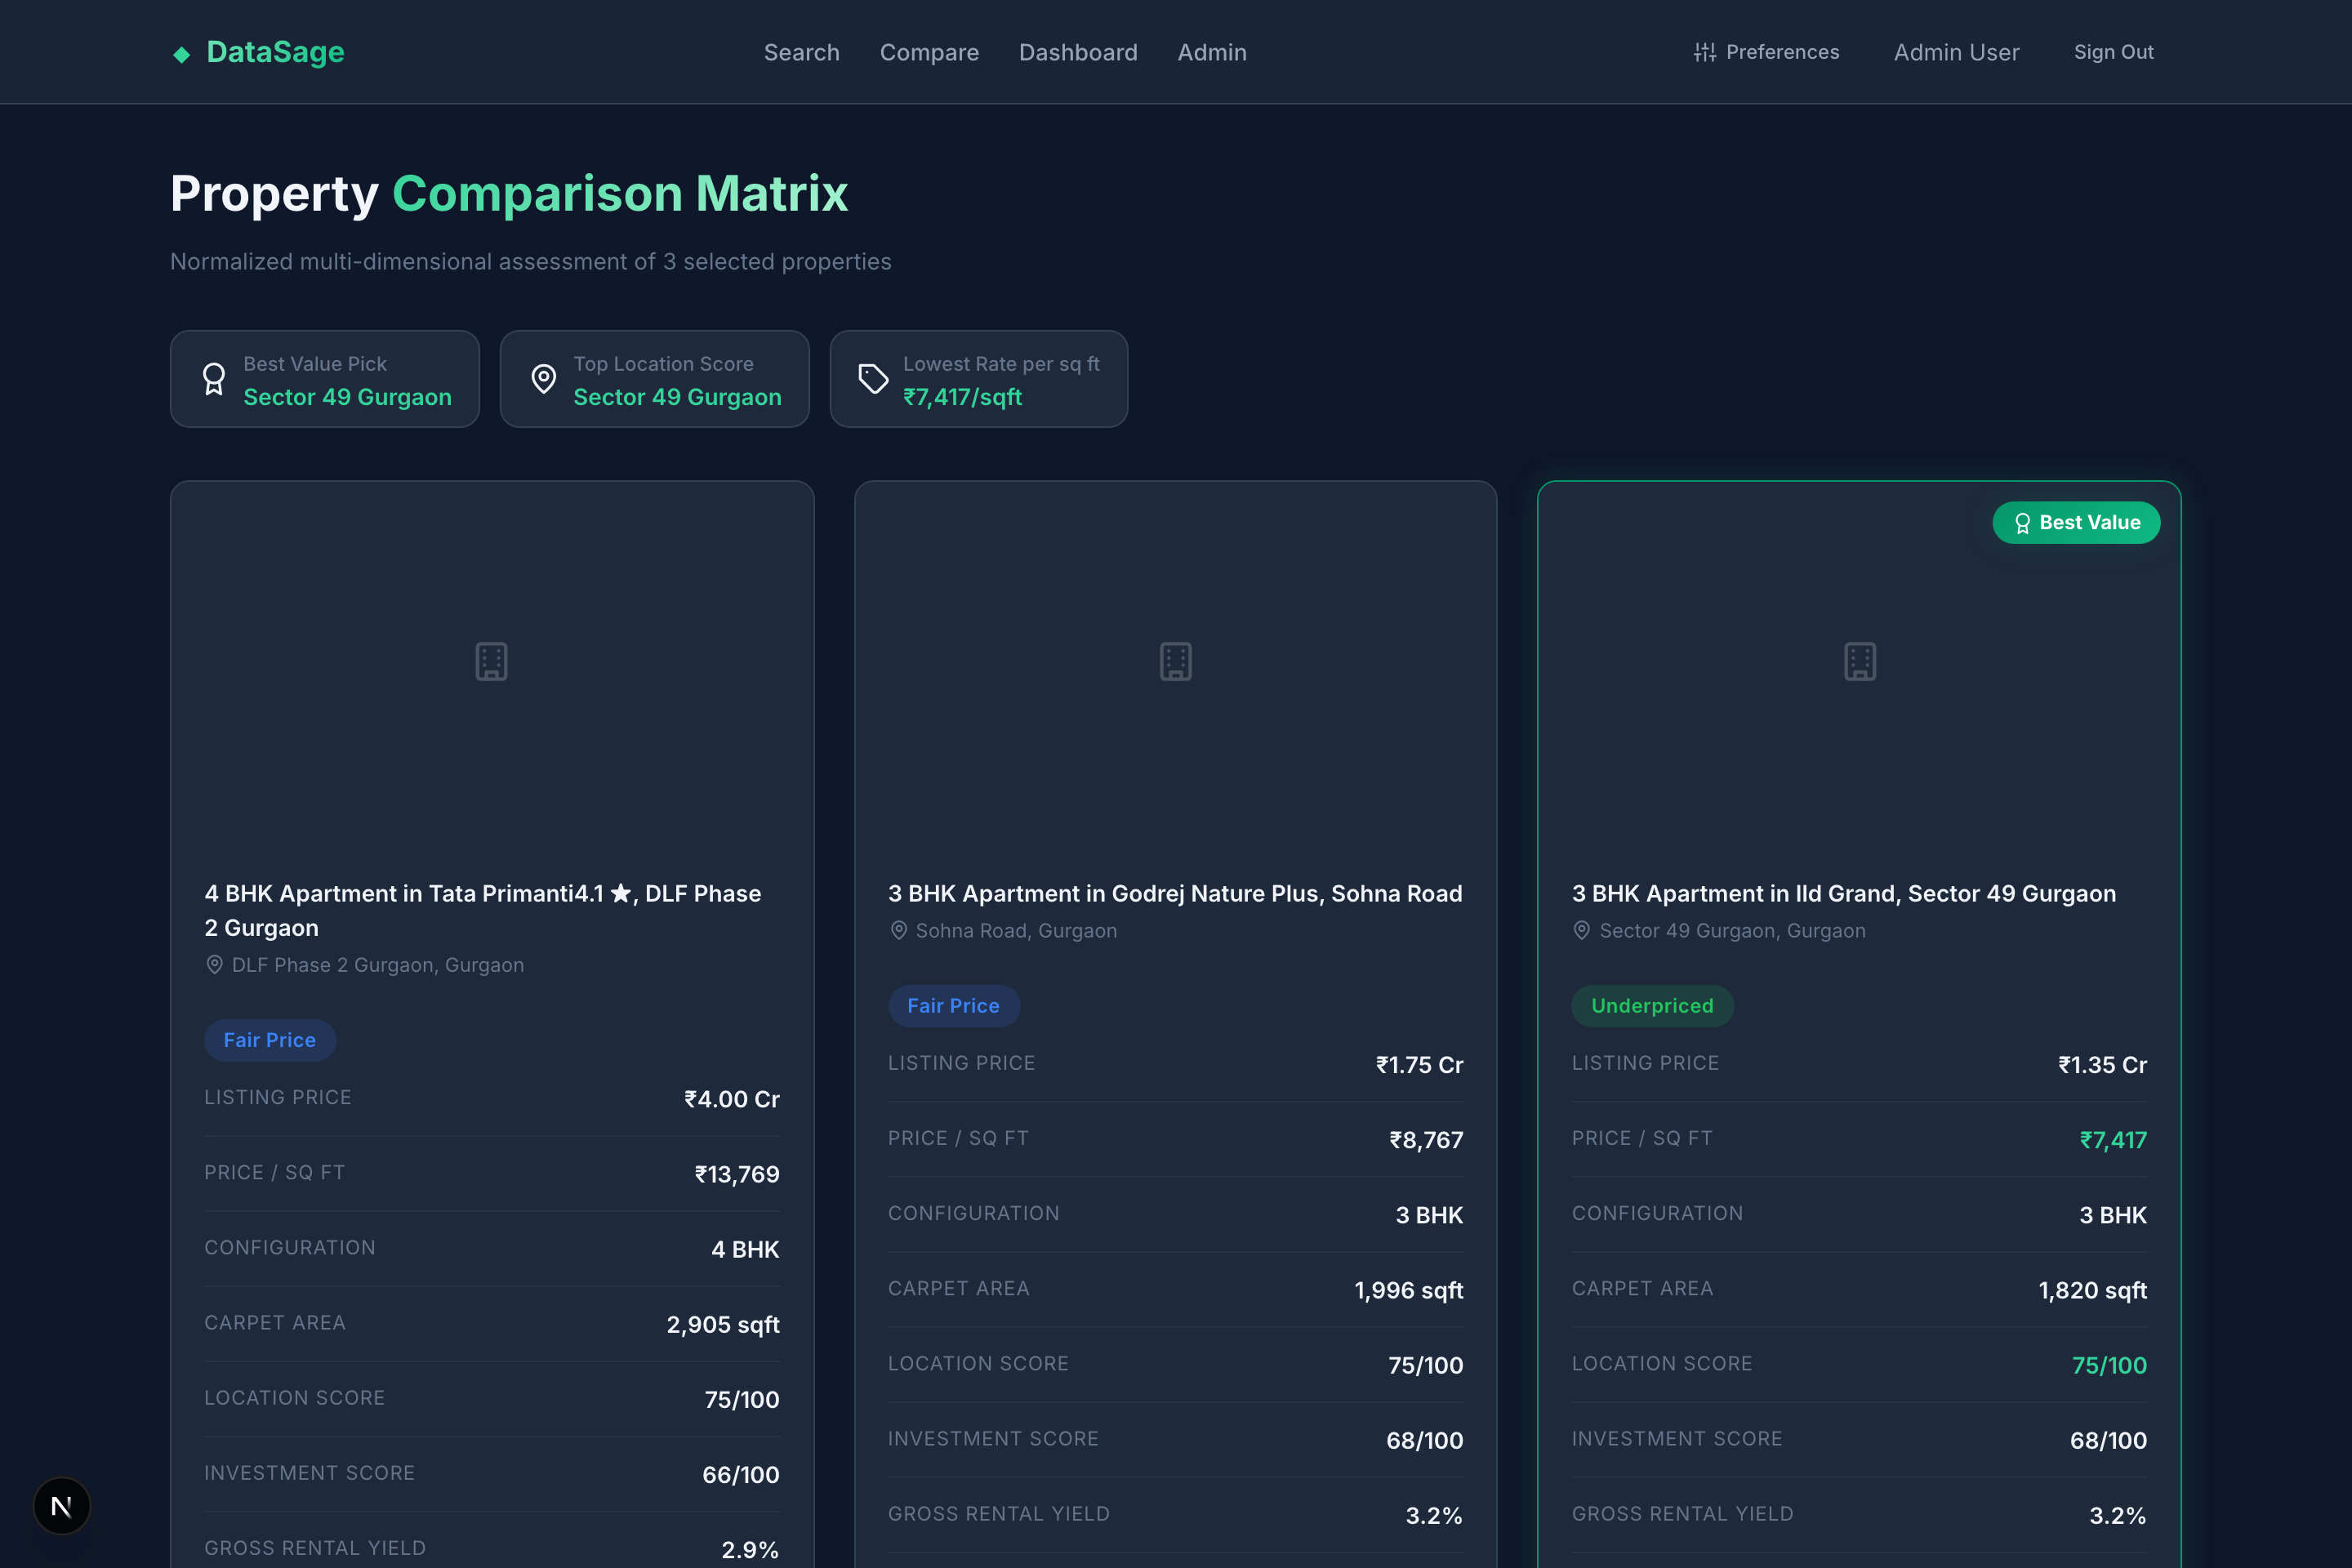 DataSage
Search Compare Dashboard Admin
Preferences Admin User Sign Out
Property Comparison Matrix
Normalized multi-dimensional assessment of 3 selected properties
Best Value Pick
Sector 49 Gurgaon
Top Location Score
Sector 49 Gurgaon
Lowest Rate per sq ft
₹7,417/sqft
4 BHK Apartment in Tata Primanti4.1 ★, DLF Phase
2 Gurgaon
DLF Phase 2 Gurgaon, Gurgaon
Fair Price
LISTING PRICE ₹4.00 Cr
PRICE / SQ FT ₹13,769
CONFIGURATION 4 BHK
CARPET AREA 2,905 sqft
LOCATION SCORE 75/100
INVESTMENT SCORE 66/100
GROSS RENTAL YIELD 2.9%
3 BHK Apartment in Godrej Nature Plus, Sohna Road
Sohna Road, Gurgaon
Fair Price
LISTING PRICE ₹1.75 Cr
PRICE / SQ FT ₹8,767
CONFIGURATION 3 BHK
CARPET AREA 1,996 sqft
LOCATION SCORE 75/100
INVESTMENT SCORE 68/100
GROSS RENTAL YIELD 3.2%
Best Value
3 BHK Apartment in Ild Grand, Sector 49 Gurgaon
Sector 49 Gurgaon, Gurgaon
Underpriced
LISTING PRICE ₹1.35 Cr
PRICE / SQ FT ₹7,417
CONFIGURATION 3 BHK
CARPET AREA 1,820 sqft
LOCATION SCORE 75/100
INVESTMENT SCORE 68/100
GROSS RENTAL YIELD 3.2%
N